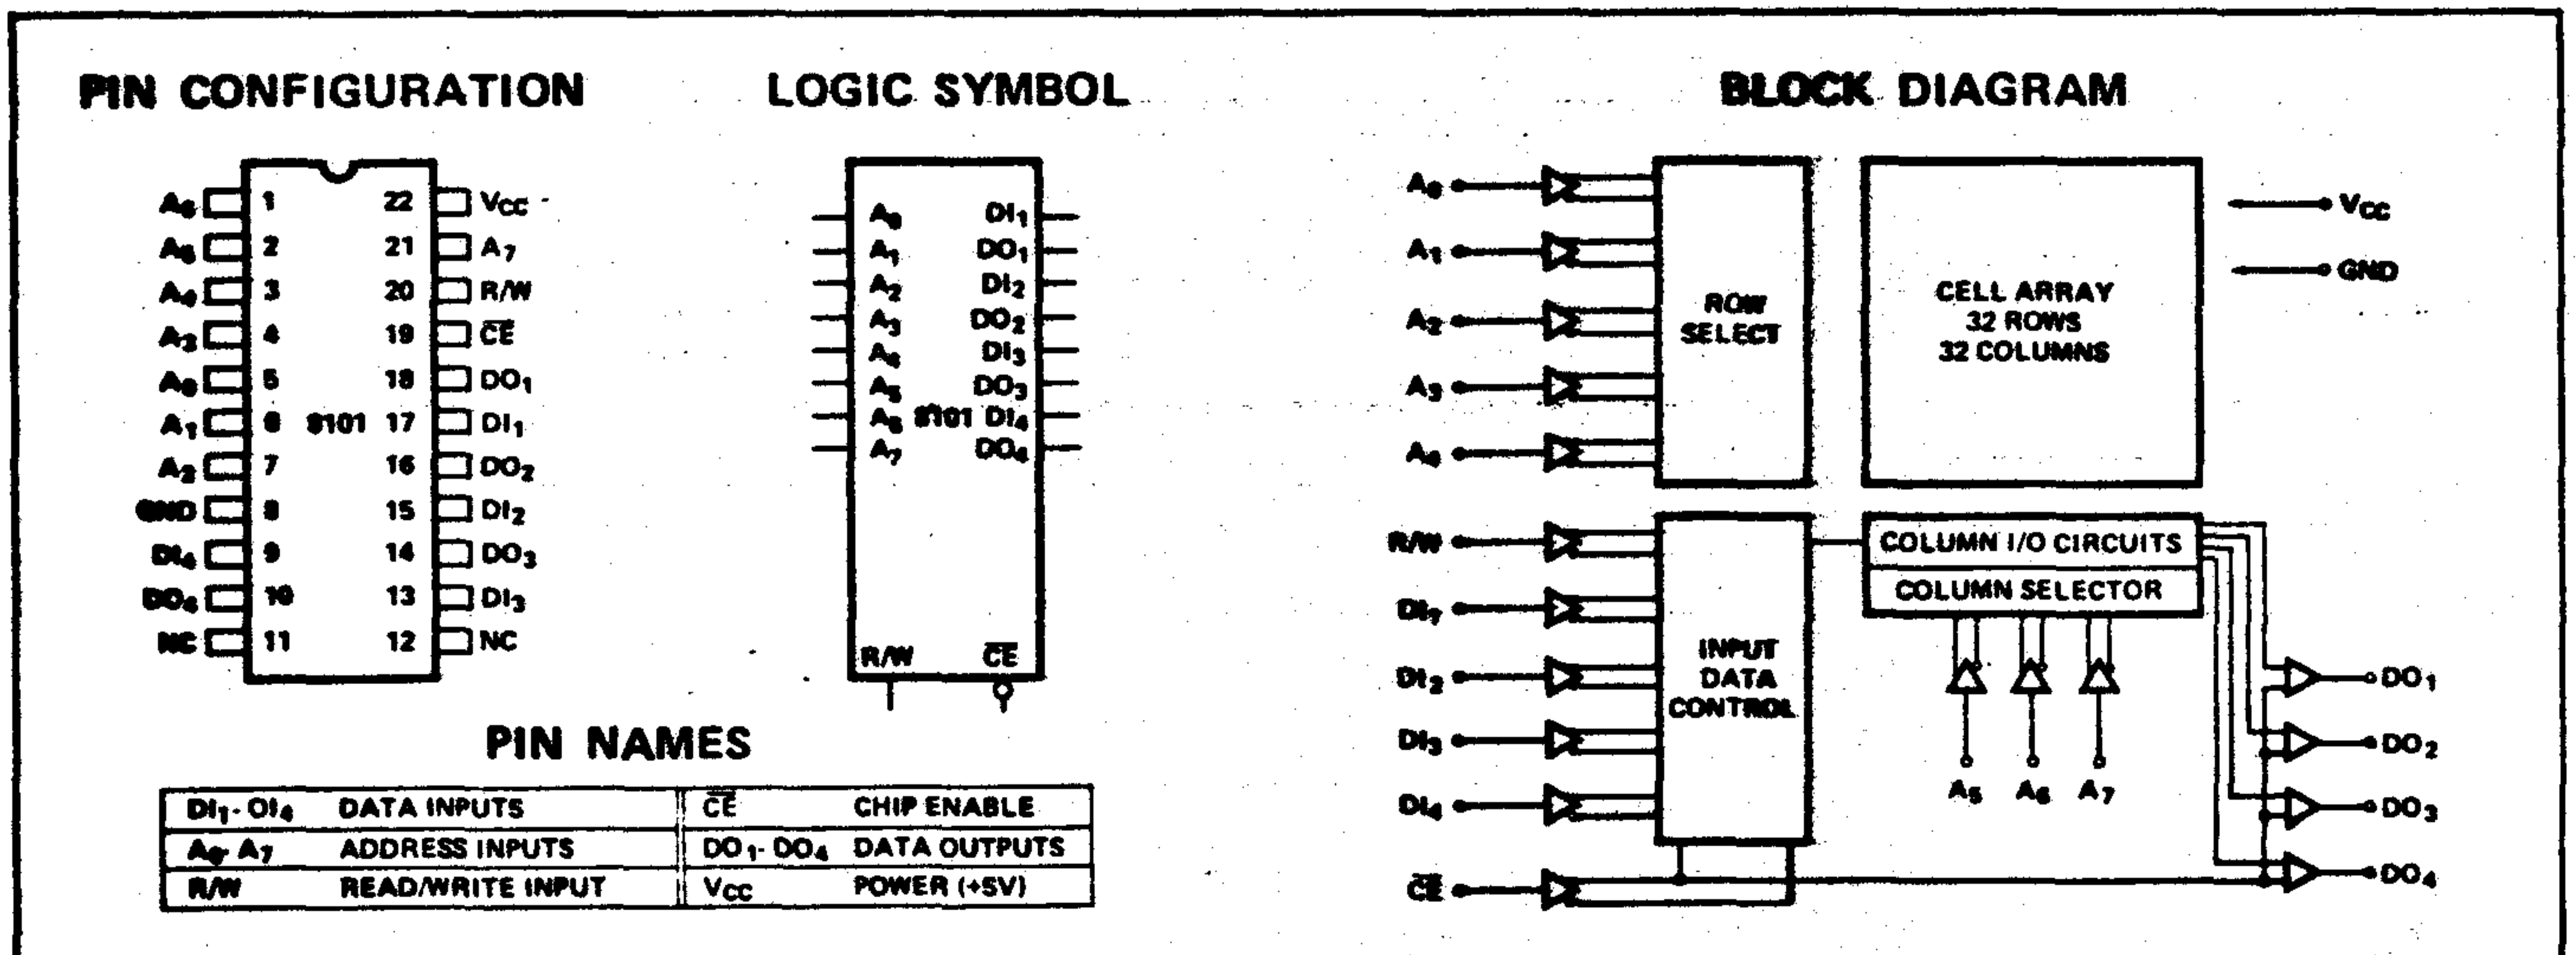 PIN CONFIGURATION
A6 1 22 VCC
A5 2 21 A7
A4 3 20 R/W
A3 4 19 C̅E̅
A0 5 18 DO1
A1 6 8101 17 DI1
A2 7 16 DO2
GND 8 15 DI2
DI4 9 14 DO3
DO4 10 13 DI3
NC 11 12 NC
LOGIC SYMBOL
A0 DI1
A1 DO1
A2 DI2
A3 DO2
A4 DI3
A5 DO3
A6 8101 DI4
A7 DO4
R/W C̅E̅
PIN NAMES
DI1-DI4 DATA INPUTS C̅E̅ CHIP ENABLE
A0-A7 ADDRESS INPUTS DO1-DO4 DATA OUTPUTS
R/W READ/WRITE INPUT VCC POWER (+5V)
BLOCK DIAGRAM
A0
A1
A2
A3
A4
ROW
SELECT
CELL ARRAY
32 ROWS
32 COLUMNS
VCC
GND
R/W
DI1
DI2
DI3
DI4
C̅E̅
INPUT
DATA
CONTROL
COLUMN I/O CIRCUITS
COLUMN SELECTOR
A5 A6 A7
DO1
DO2
DO3
DO4